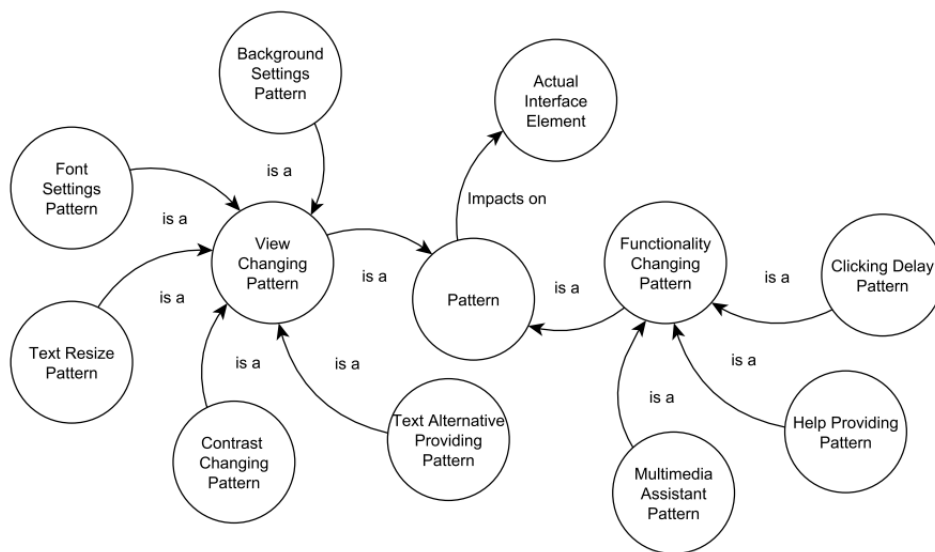 Background
Settings
Pattern
Actual
Interface
Element
is a
Font
Settings
Pattern
is a
Impacts on
View
Changing
Pattern
Functionality
Changing
Pattern
Clicking Delay
Pattern
is a
is a
Pattern
is a
is a
Text Resize
Pattern
is a
is a
is a
is a
Text Alternative
Providing
Pattern
Help Providing
Pattern
Contrast
Changing
Pattern
Multimedia
Assistant
Pattern